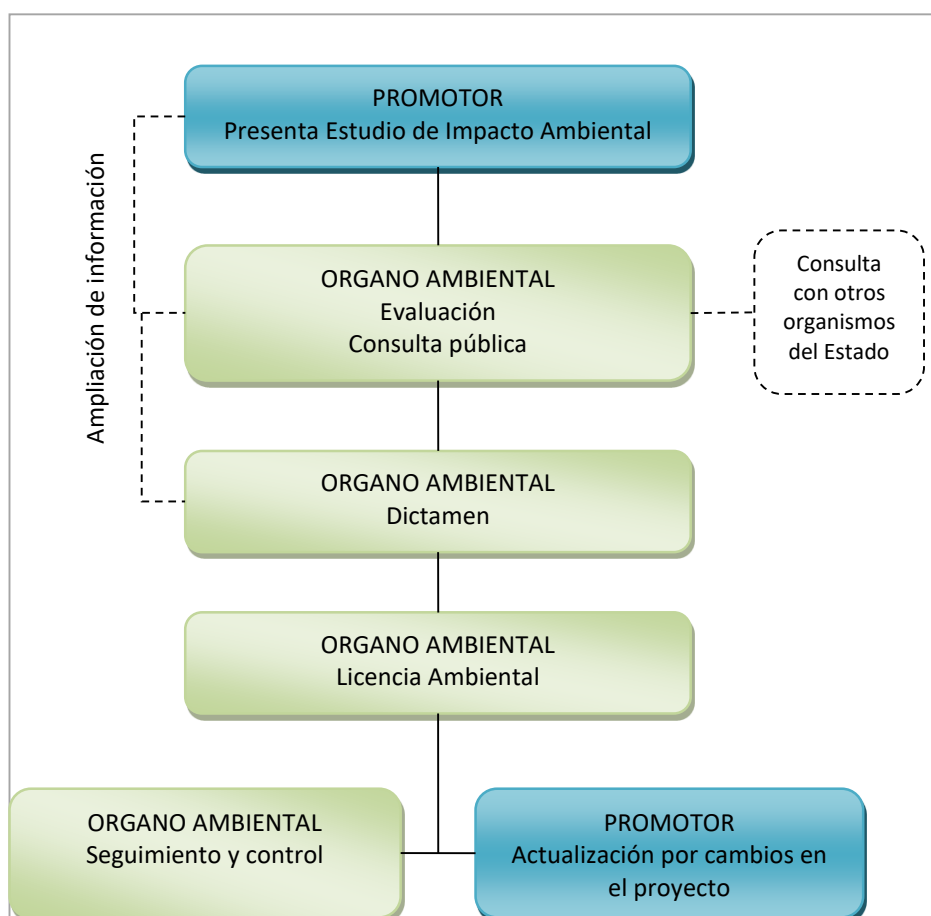 PROMOTOR
Presenta Estudio de Impacto Ambiental
Ampliación de información
ORGANO AMBIENTAL
Evaluación
Consulta pública
Consulta
con otros
organismos
del Estado
ORGANO AMBIENTAL
Dictamen
ORGANO AMBIENTAL
Licencia Ambiental
ORGANO AMBIENTAL
Seguimiento y control
PROMOTOR
Actualización por cambios en
el proyecto